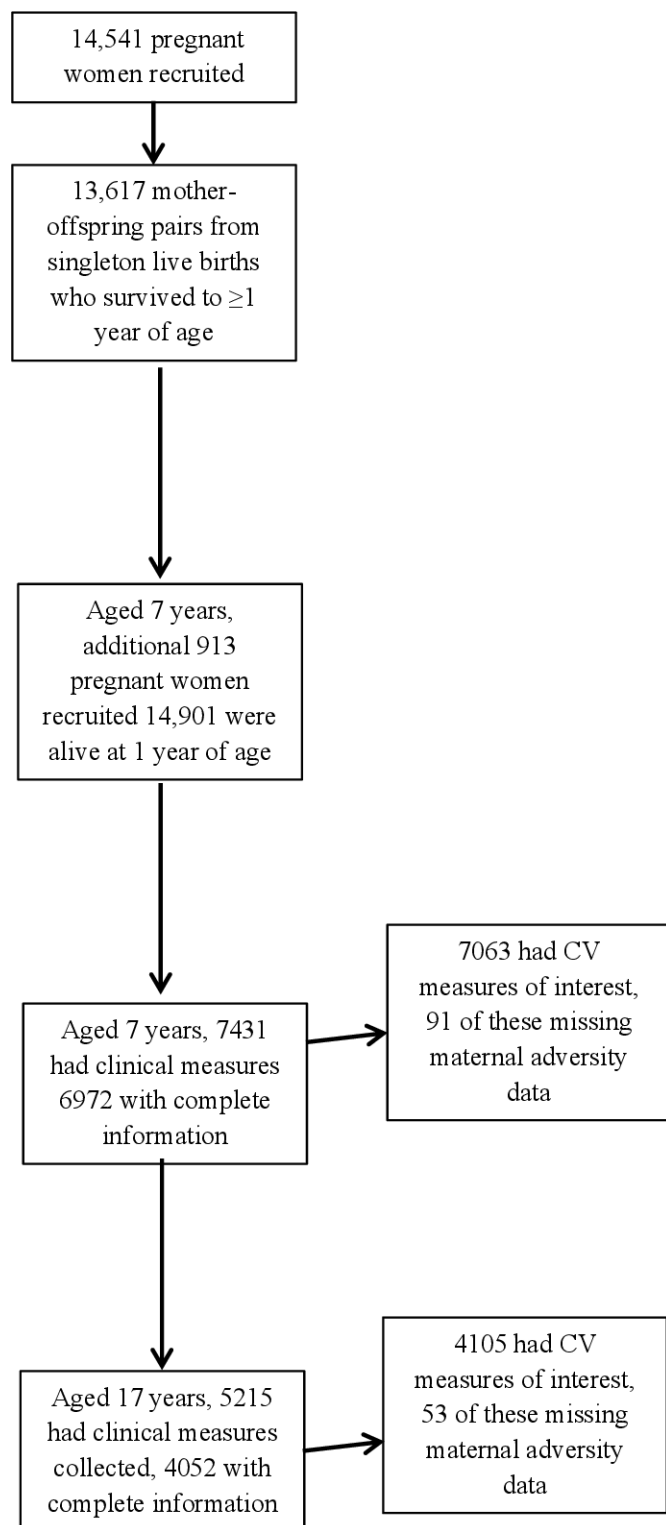 14,541 pregnant
women recruited
13,617 mother-
offspring pairs from
singleton live births
who survived to ≥1
year of age
Aged 7 years,
additional 913
pregnant women
recruited 14,901 were
alive at 1 year of age
Aged 7 years, 7431
had clinical measures
6972 with complete
information
7063 had CV
measures of interest,
91 of these missing
maternal adversity
data
Aged 17 years, 5215
had clinical measures
collected, 4052 with
complete information
4105 had CV
measures of interest,
53 of these missing
maternal adversity
data